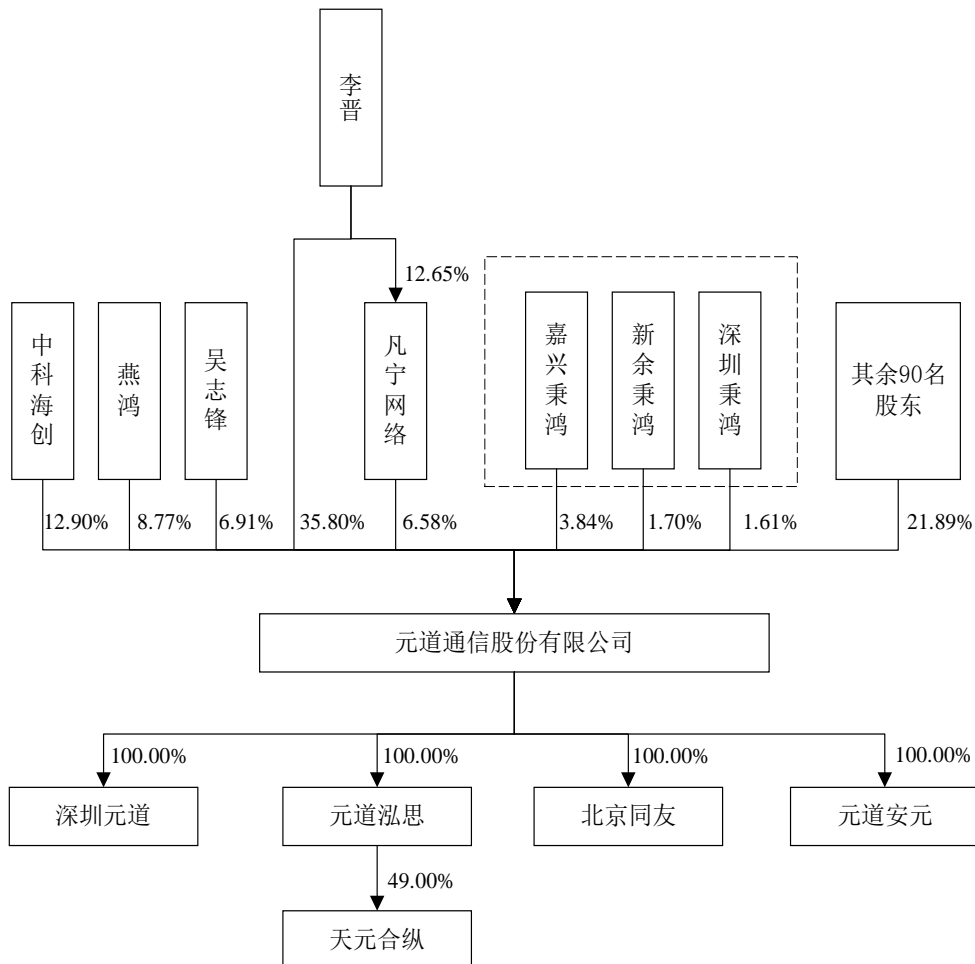 李晋
12.65%
中科海创
燕鸿
吴志锋
凡宁网络
嘉兴秉鸿
新余秉鸿
深圳秉鸿
其余90名
股东
12.90%
8.77%
6.91%
35.80%
6.58%
3.84%
1.70%
1.61%
21.89%
元道通信股份有限公司
100.00%
100.00%
100.00%
100.00%
深圳元道
元道泓思
北京同友
元道安元
49.00%
天元合纵